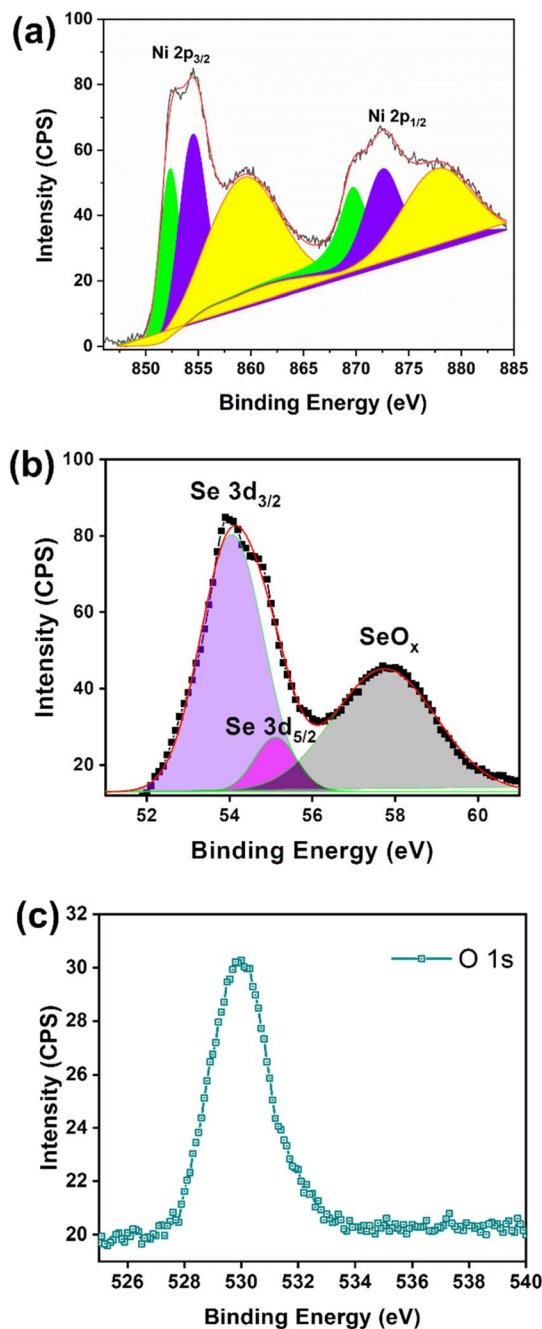 (a)
Ni 2p3/2
Ni 2p1/2
Intensity (CPS)
100
80
60
40
20
0
850 855 860 865 870 875 880 885
Binding Energy (eV)
(b)
Se 3d3/2
Se 3d5/2
SeOx
Intensity (CPS)
100
80
60
40
20
52 54 56 58 60
Binding Energy (eV)
(c)
O 1s
Intensity (CPS)
32
30
28
26
24
22
20
526 528 530 532 534 536 538 540
Binding Energy (eV)